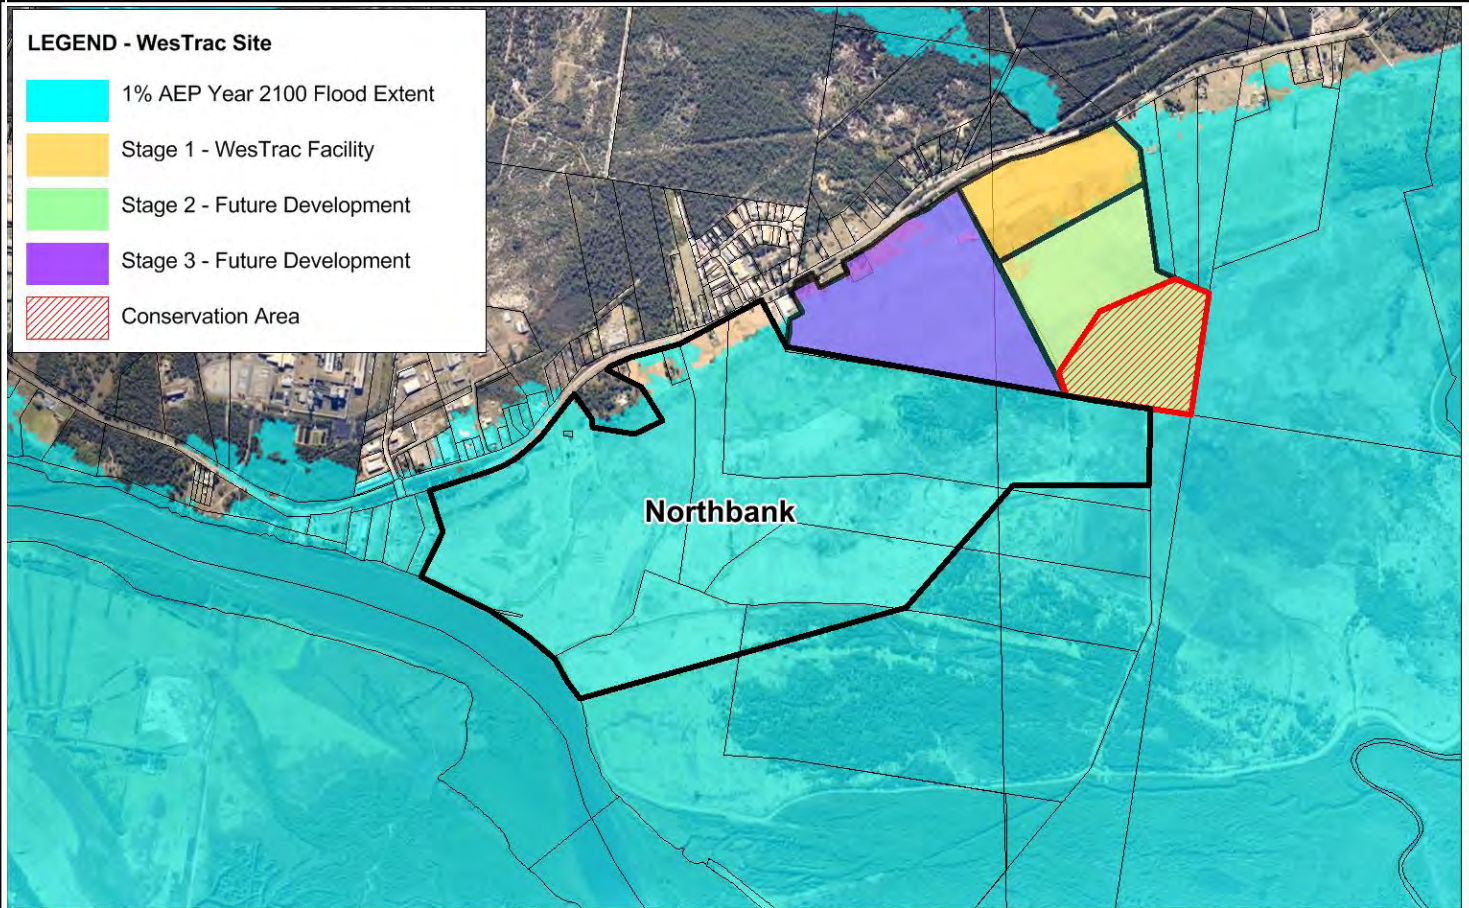 LEGEND - WesTrac Site
1% AEP Year 2100 Flood Extent
Stage 1 - WesTrac Facility
Stage 2 - Future Development
Stage 3 - Future Development
Conservation Area
Northbank